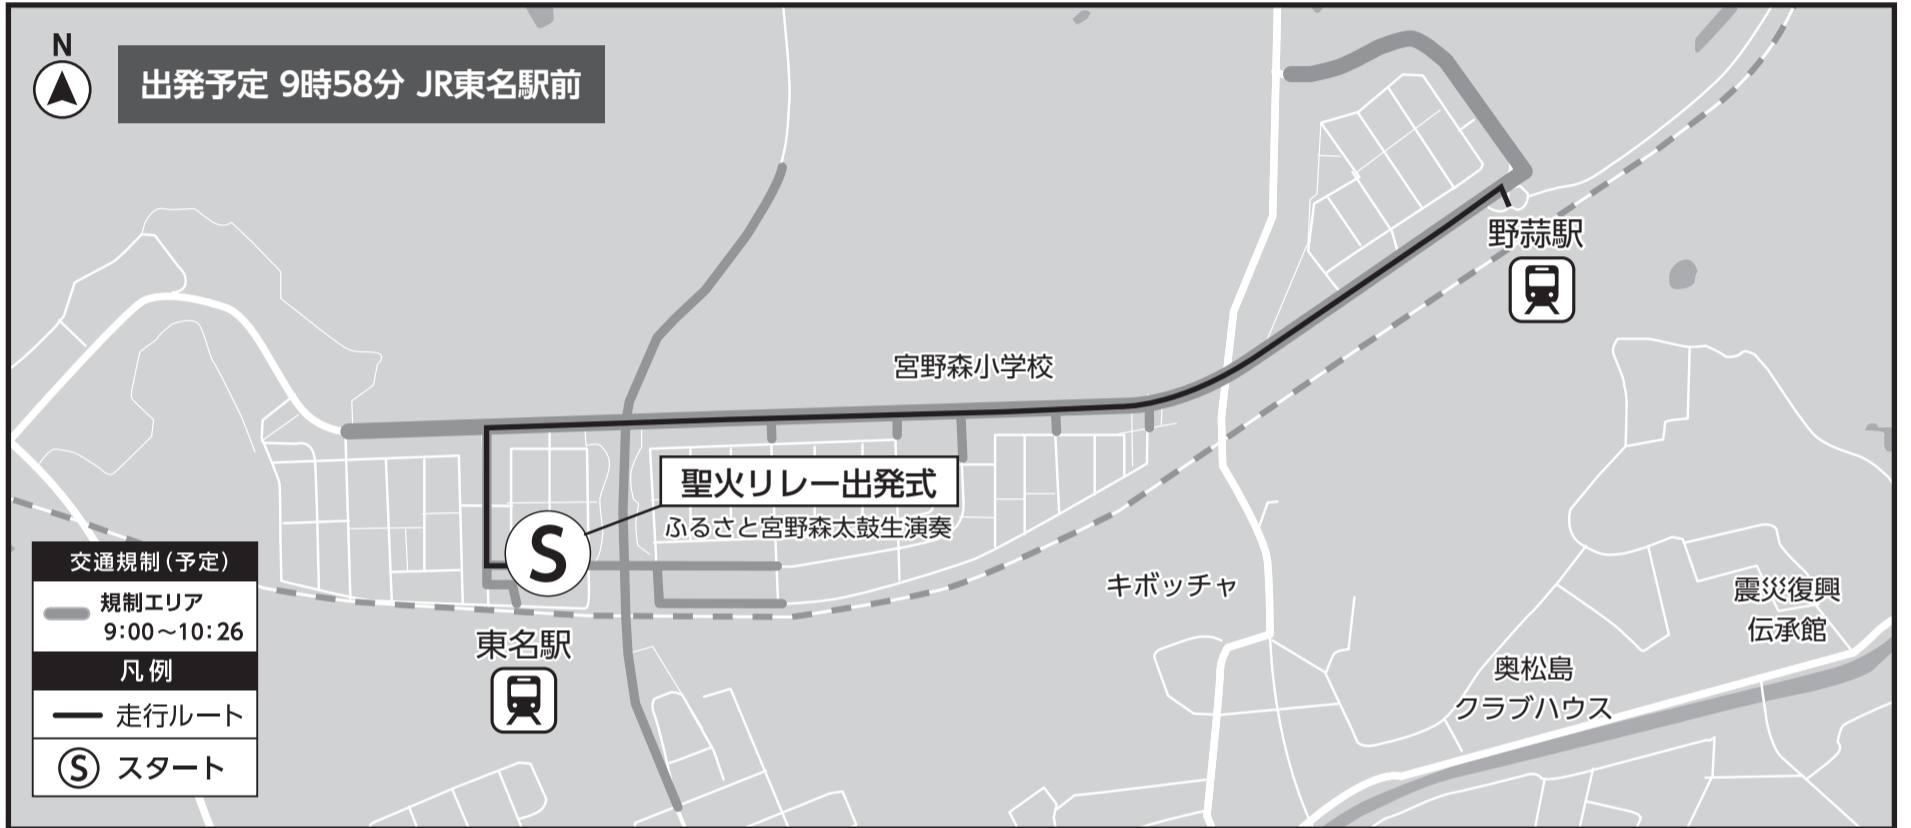 N
出発予定 9時58分 JR東名駅前
野蒜駅
宮野森小学校
聖火リレー出発式
ふるさと宮野森太鼓生演奏
S
キボッチャ
震災復興
伝承館
東名駅
奥松島
クラブハウス
交通規制(予定)
規制エリア
9:00～10:26
凡例
走行ルート
S スタート